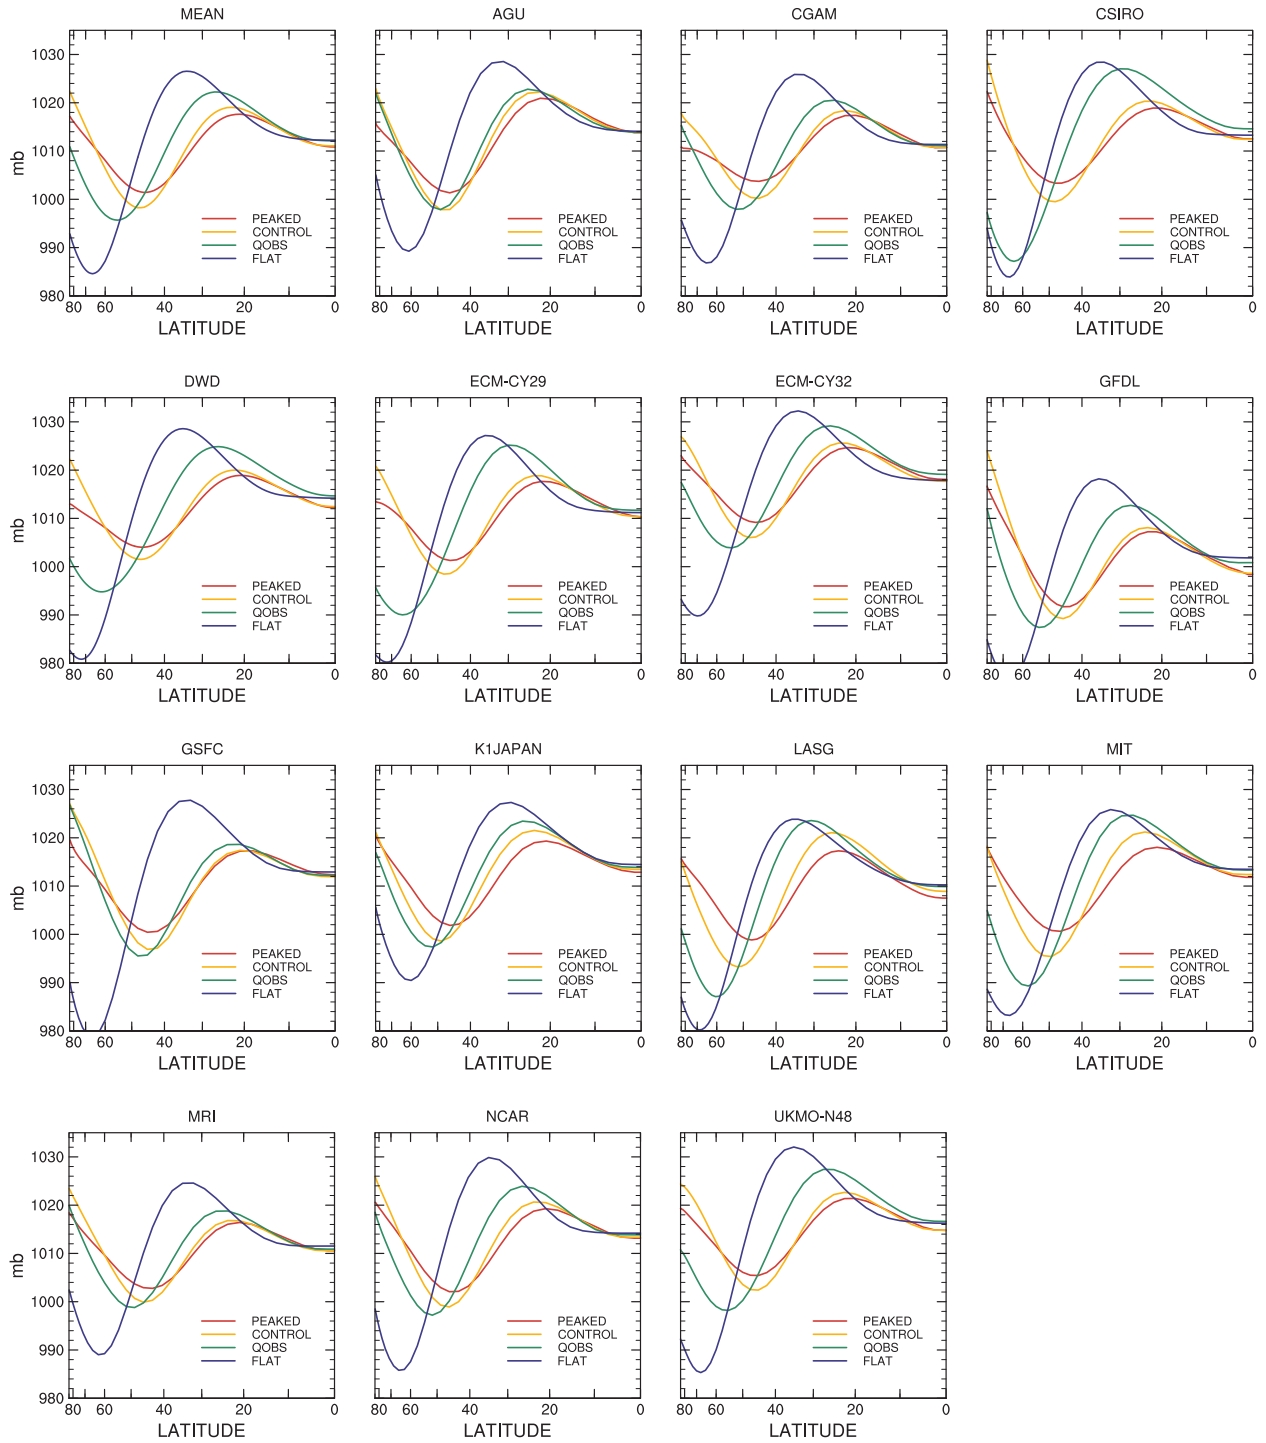 MEAN AGU CGAM CSIRO
1030
1020
1010
1000
990
980
mb
PEAKED PEAKED PEAKED PEAKED
CONTROL CONTROL CONTROL CONTROL
QOBS QOBS QOBS QOBS
FLAT FLAT FLAT FLAT
80 60 40 20 0 80 60 40 20 0 80 60 40 20 0 80 60 40 20 0
LATITUDE LATITUDE LATITUDE LATITUDE
DWD ECM-CY29 ECM-CY32 GFDL
1030
1020
1010
1000
990
980
mb
PEAKED PEAKED PEAKED PEAKED
CONTROL CONTROL CONTROL CONTROL
QOBS QOBS QOBS QOBS
FLAT FLAT FLAT FLAT
80 60 40 20 0 80 60 40 20 0 80 60 40 20 0 80 60 40 20 0
LATITUDE LATITUDE LATITUDE LATITUDE
GSFC K1JAPAN LASG MIT
1030
1020
1010
1000
990
980
mb
PEAKED PEAKED PEAKED PEAKED
CONTROL CONTROL CONTROL CONTROL
QOBS QOBS QOBS QOBS
FLAT FLAT FLAT FLAT
80 60 40 20 0 80 60 40 20 0 80 60 40 20 0 80 60 40 20 0
LATITUDE LATITUDE LATITUDE LATITUDE
MRI NCAR UKMO-N48
1030
1020
1010
1000
990
980
mb
PEAKED PEAKED PEAKED
CONTROL CONTROL CONTROL
QOBS QOBS QOBS
FLAT FLAT FLAT
80 60 40 20 0 80 60 40 20 0 80 60 40 20 0
LATITUDE LATITUDE LATITUDE